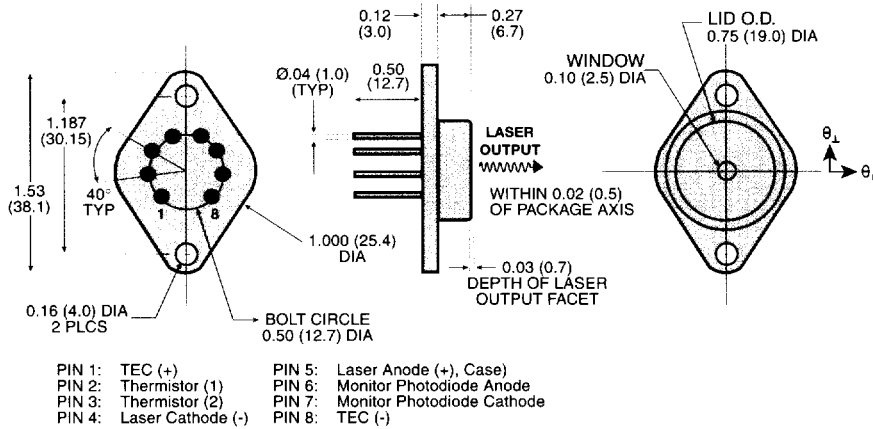 0.12
(3.0)
0.27
(6.7)
LID O.D.
0.75 (19.0) DIA
WINDOW
0.10 (2.5) DIA
Ø.04 (1.0)
(TYP)
0.50
(12.7)
1.187
(30.15)
1.53
(38.1)
40°
TYP
1
8
LASER
OUTPUT
WITHIN 0.02 (0.5)
OF PACKAGE AXIS
θ⊥
1.000 (25.4)
DIA
0.03 (0.7)
DEPTH OF LASER
OUTPUT FACET
0.16 (4.0) DIA
2 PLCS
BOLT CIRCLE
0.50 (12.7) DIA
PIN 1: TEC (+)
PIN 2: Thermistor (1)
PIN 3: Thermistor (2)
PIN 4: Laser Cathode (-)
PIN 5: Laser Anode (+), Case)
PIN 6: Monitor Photodiode Anode
PIN 7: Monitor Photodiode Cathode
PIN 8: TEC (-)